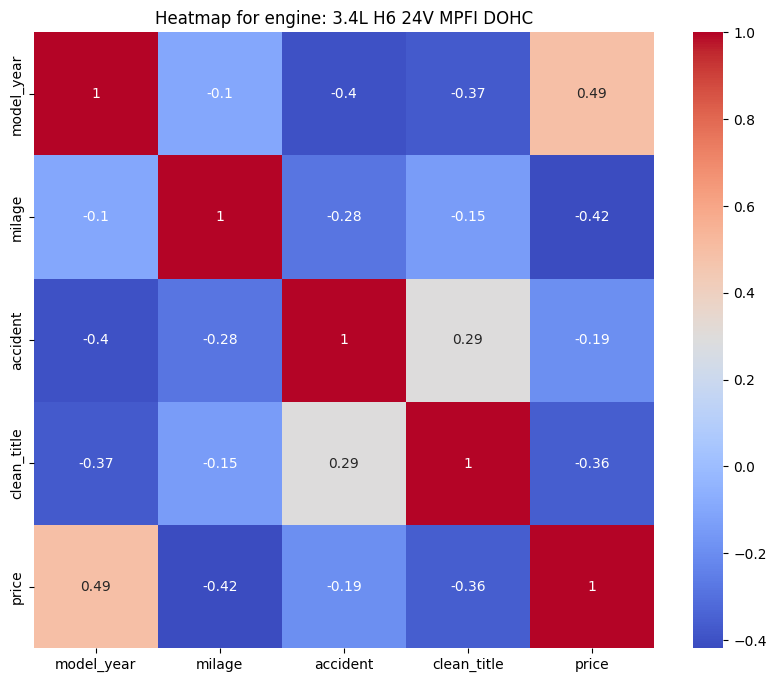 Heatmap for engine: 3.4L H6 24V MPFI DOHC
model_year 1 -0.1 -0.4 -0.37 0.49
milage -0.1 1 -0.28 -0.15 -0.42
accident -0.4 -0.28 1 0.29 -0.19
clean_title -0.37 -0.15 0.29 1 -0.36
price 0.49 -0.42 -0.19 -0.36 1
model_year milage accident clean_title price
1.0
0.8
0.6
0.4
0.2
0.0
−0.2
−0.4